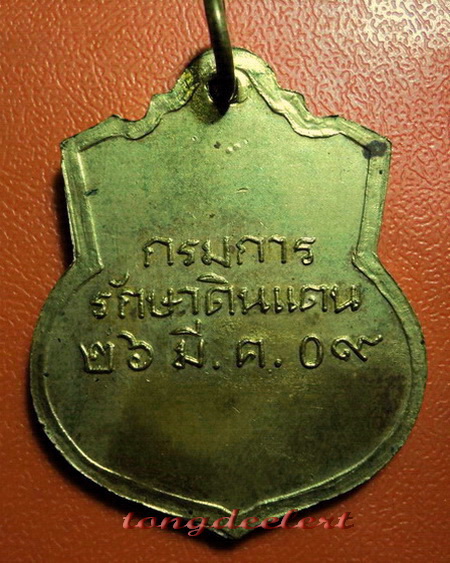 กรมการ
รักษาดินแดน
๒๖ มี.ค. ๐๙
tongdeelert